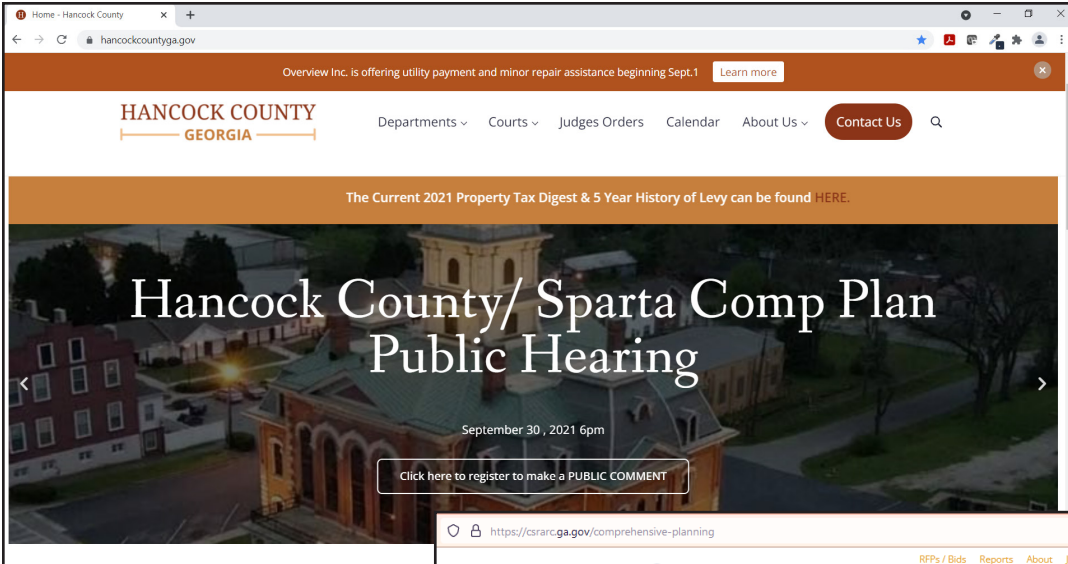 Home - Hancock County
hancockcountyga.gov
Overview Inc. is offering utility payment and minor repair assistance beginning Sept.1 Learn more
HANCOCK COUNTY
GEORGIA
Departments Courts Judges Orders Calendar About Us Contact Us
The Current 2021 Property Tax Digest & 5 Year History of Levy can be found HERE.
Hancock County/ Sparta Comp Plan
Public Hearing
September 30 , 2021 6pm
Click here to register to make a PUBLIC COMMENT
https://csrarc.ga.gov/comprehensive-planning
RFPs / Bids Reports About